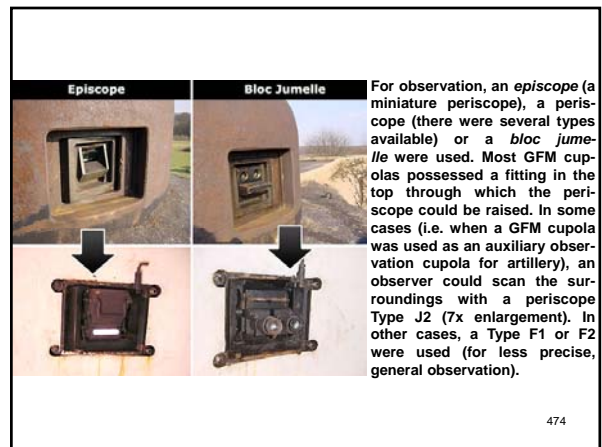 Episcope
Bloc Jumelle
For observation, an episcope (a
miniature periscope), a peris-
cope (there were several types
available) or a bloc jume-
lle were used. Most GFM cup-
olas possessed a fitting in the
top through which the peri-
scope could be raised. In some
cases (i.e. when a GFM cupola
was used as an auxiliary obser-
vation cupola for artillery), an
observer could scan the sur-
roundings with a periscope
Type J2 (7x enlargement). In
other cases, a Type F1 or F2
were used (for less precise,
general observation).
474